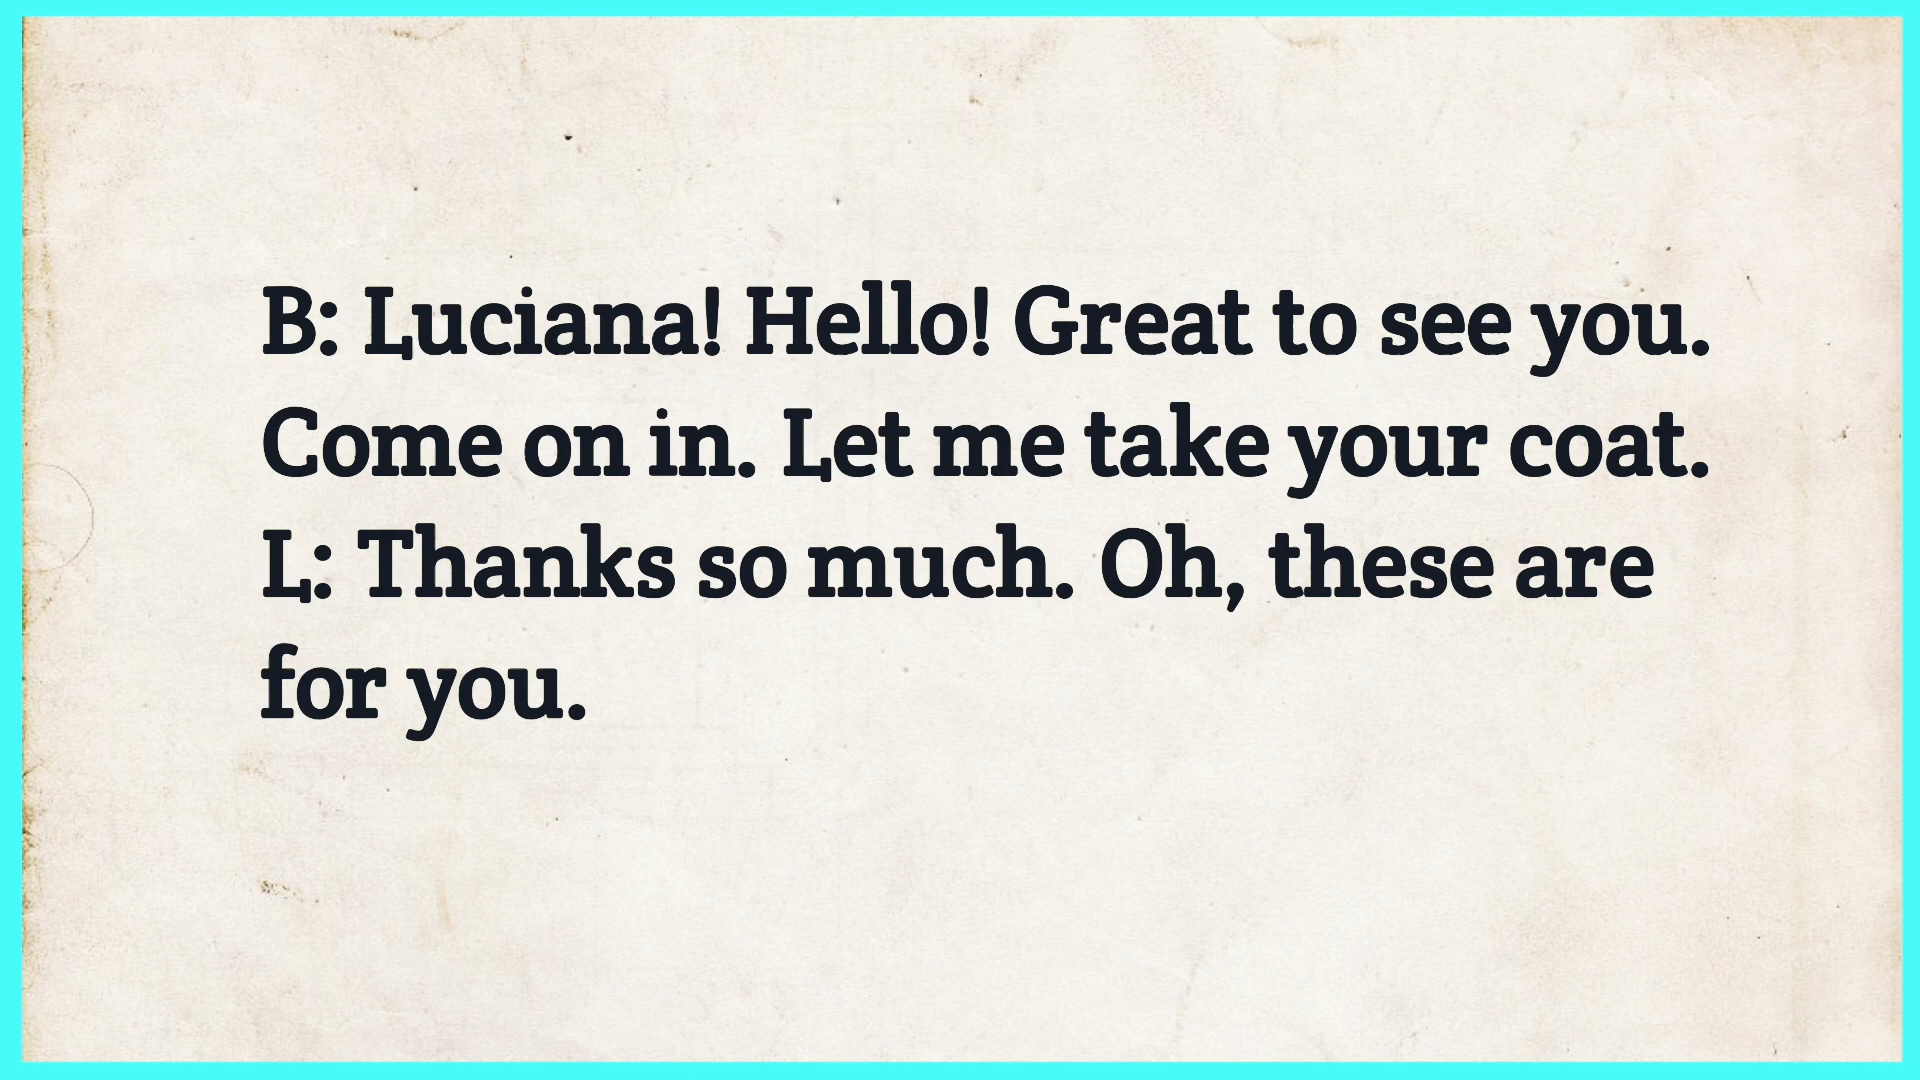 B: Luciana! Hello! Great to see you.
Come on in. Let me take your coat.
L: Thanks so much. Oh, these are
for you.